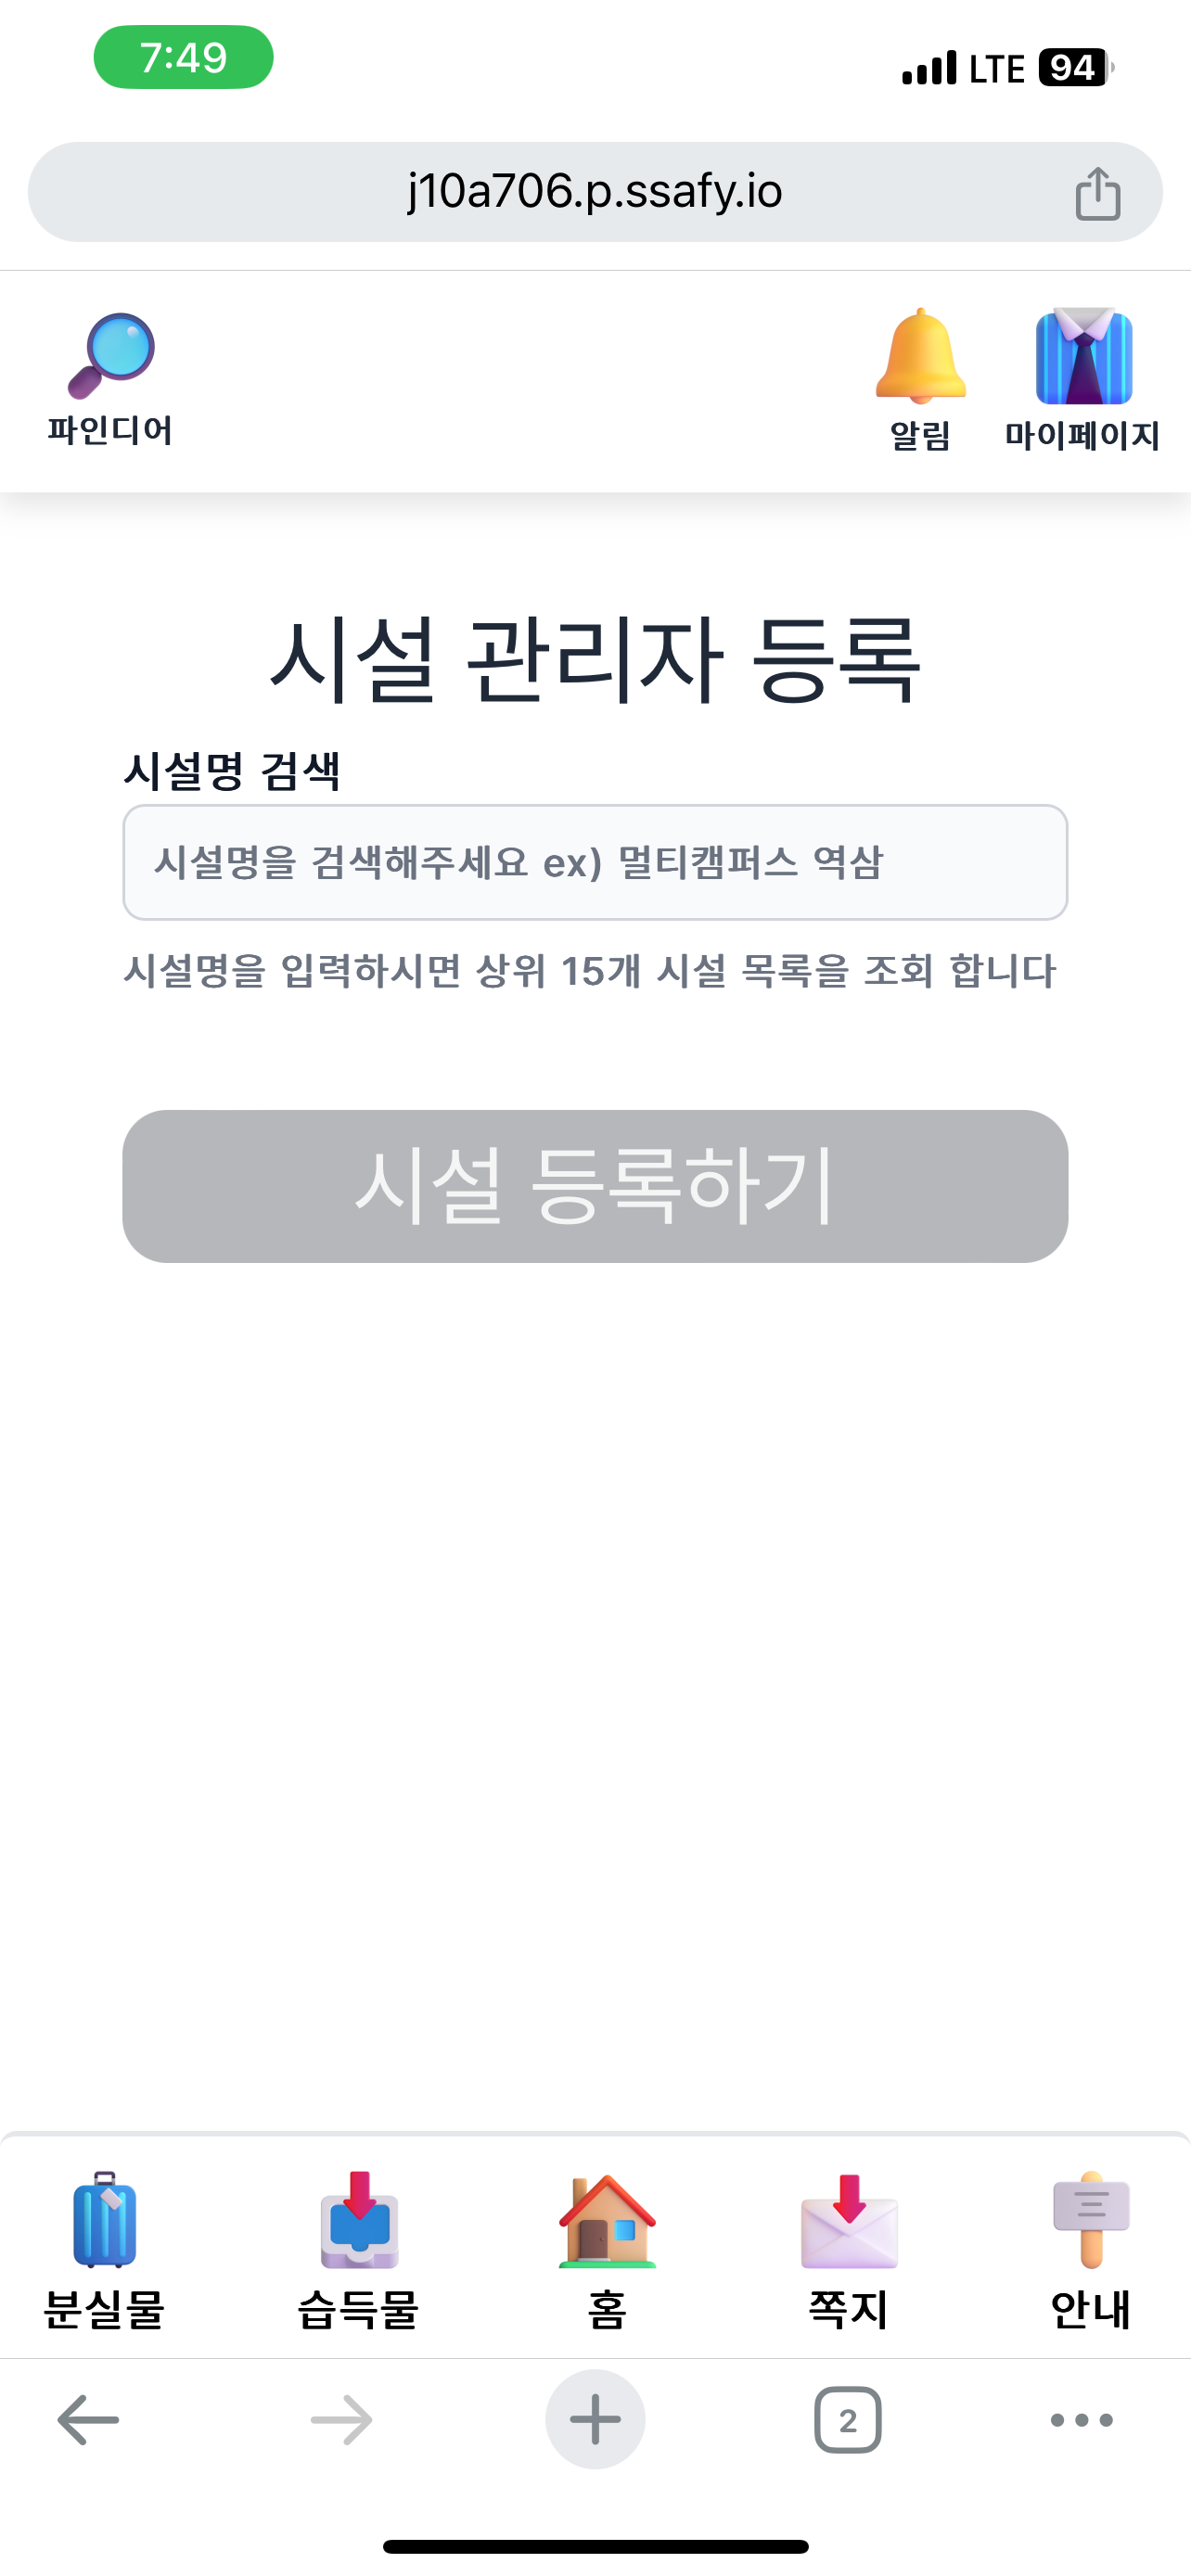 7:49
LTE 94
j10a706.p.ssafy.io
파인디어
알림
마이페이지
시설 관리자 등록
시설명 검색
시설명을 검색해주세요 ex) 멀티캠퍼스 역삼
시설명을 입력하시면 상위 15개 시설 목록을 조회 합니다
시설 등록하기
분실물
습득물
홈
쪽지
안내
2